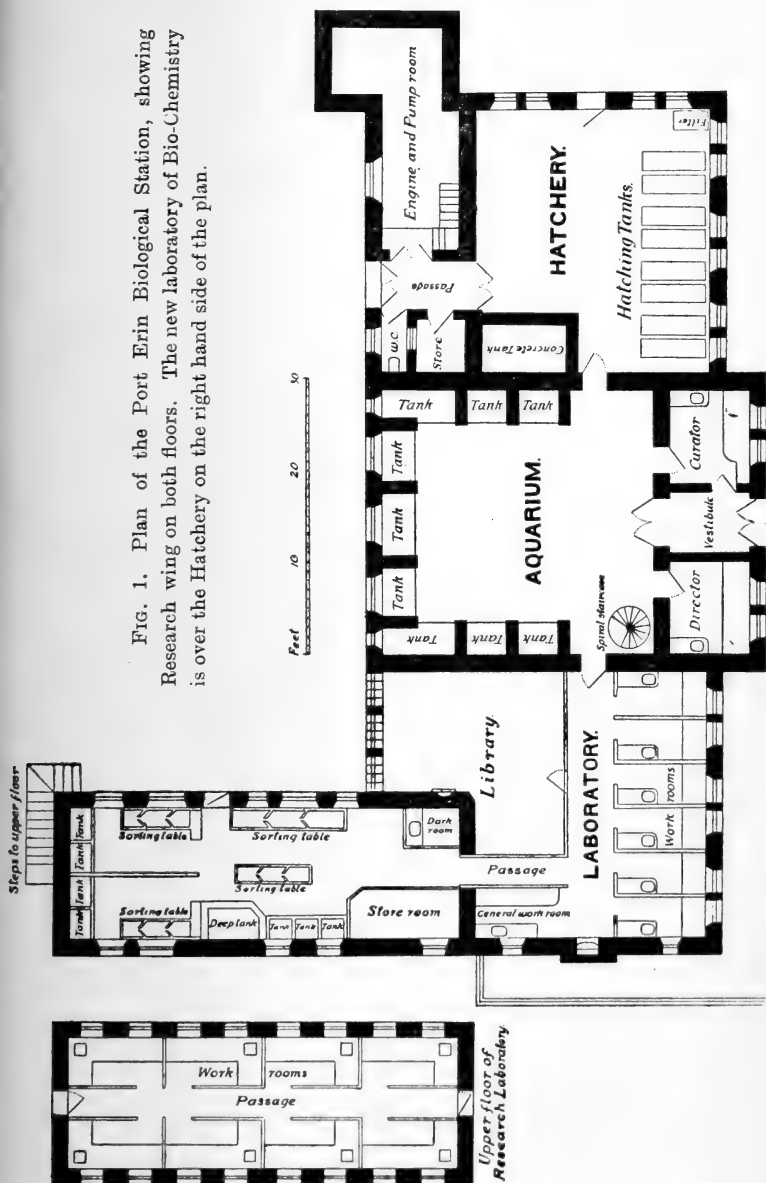 FIG. 1. Plan of the Port Erin Biological Station, showing
Research wing on both floors. The new laboratory of Bio-Chemistry
is over the Hatchery on the right hand side of the plan.
Feet
10
20
30
Steps to upper floor
Tank
Tank
Tank
Tank
Sorting table
Sorting table
Sorting table
Sorting table
Deep tank
Tank
Tank
Tank
Dark
room
Store room
Passage
Library.
General work room
LABORATORY.
Work rooms
Engine and Pump room
Passage
W.C.
Store
Concrete Tank
HATCHERY.
Filter
Hatching Tanks.
Tank
Tank
Tank
Tank
Tank
Tank
Tank
Tank
Tank
AQUARIUM.
Spiral staircase
Director
Vestibule
Curator
Work rooms
Passage
Upper floor of
Research Laboratory.